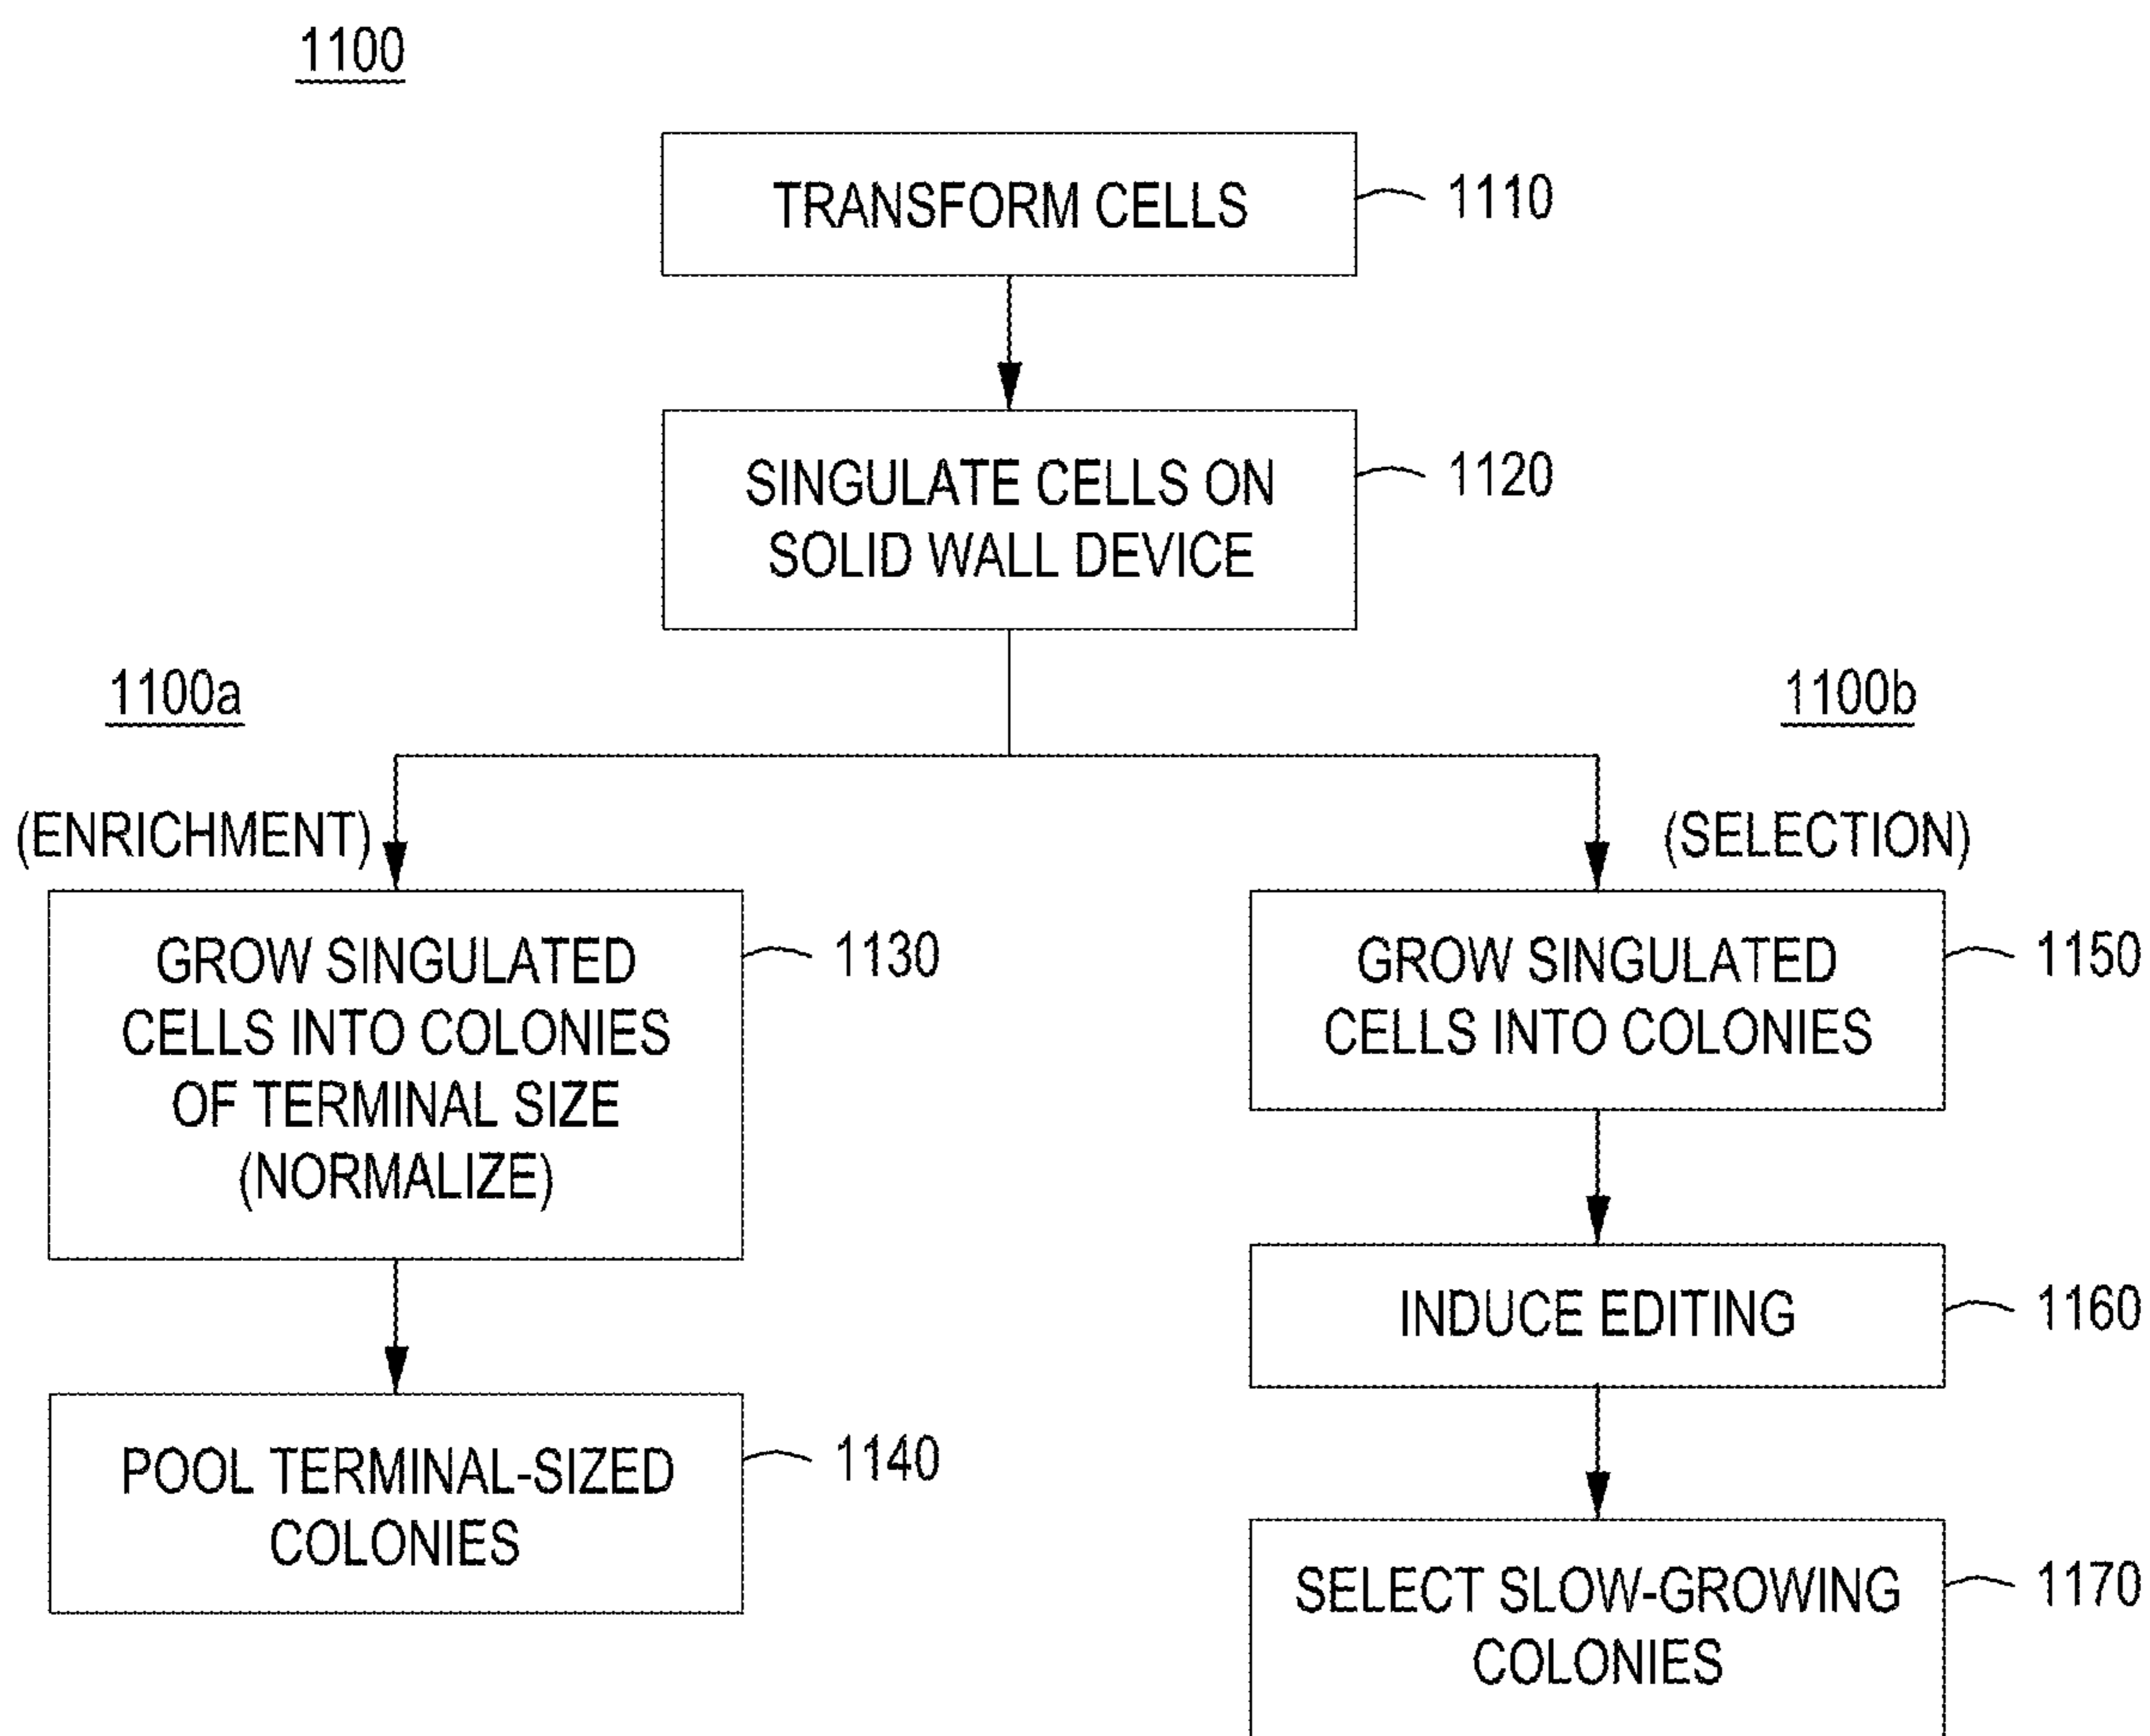 1100
TRANSFORM CELLS
1110
SINGULATE CELLS ON
SOLID WALL DEVICE
1120
1100a
1100b
(ENRICHMENT)
(SELECTION)
GROW SINGULATED
CELLS INTO COLONIES
OF TERMINAL SIZE
(NORMALIZE)
1130
GROW SINGULATED
CELLS INTO COLONIES
1150
INDUCE EDITING
1160
POOL TERMINAL-SIZED
COLONIES
1140
SELECT SLOW-GROWING
COLONIES
1170